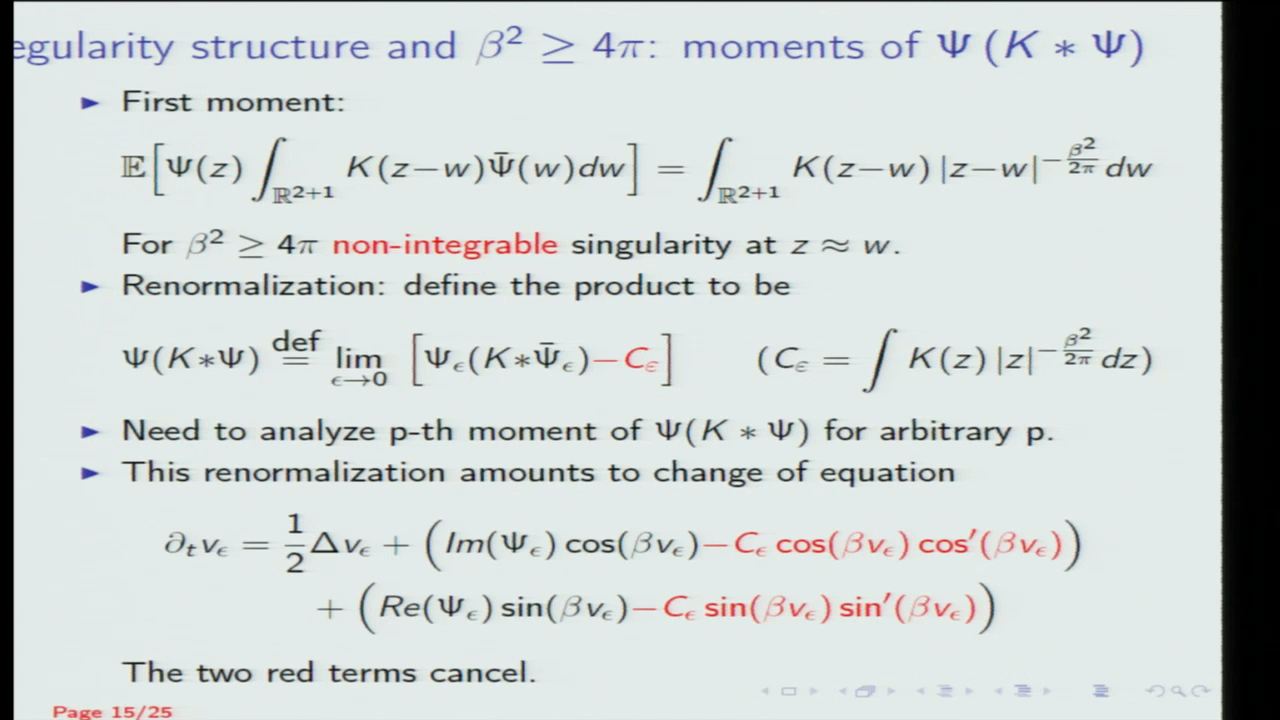 egularity structure and β² ≥ 4π: moments of Ψ (K ∗ Ψ)
▶ First moment:
𝔼[Ψ(z) ∫_{ℝ²⁺¹} K(z−w)Ψ̄(w)dw] = ∫_{ℝ²⁺¹} K(z−w) |z−w|^{−β²/2π} dw
For β² ≥ 4π non-integrable singularity at z ≈ w.
▶ Renormalization: define the product to be
Ψ(K∗Ψ) def= lim_{ϵ→0} [Ψ_ϵ(K∗Ψ̄_ϵ)−C_ε] (C_ε = ∫ K(z) |z|^{−β²/2π} dz)
▶ Need to analyze p-th moment of Ψ(K ∗ Ψ) for arbitrary p.
▶ This renormalization amounts to change of equation
∂_t v_ϵ = 1/2 Δv_ϵ + (Im(Ψ_ϵ) cos(βv_ϵ)−C_ϵ cos(βv_ϵ) cos′(βv_ϵ))
+ (Re(Ψ_ϵ) sin(βv_ϵ)−C_ϵ sin(βv_ϵ) sin′(βv_ϵ))
The two red terms cancel.
Page 15/25